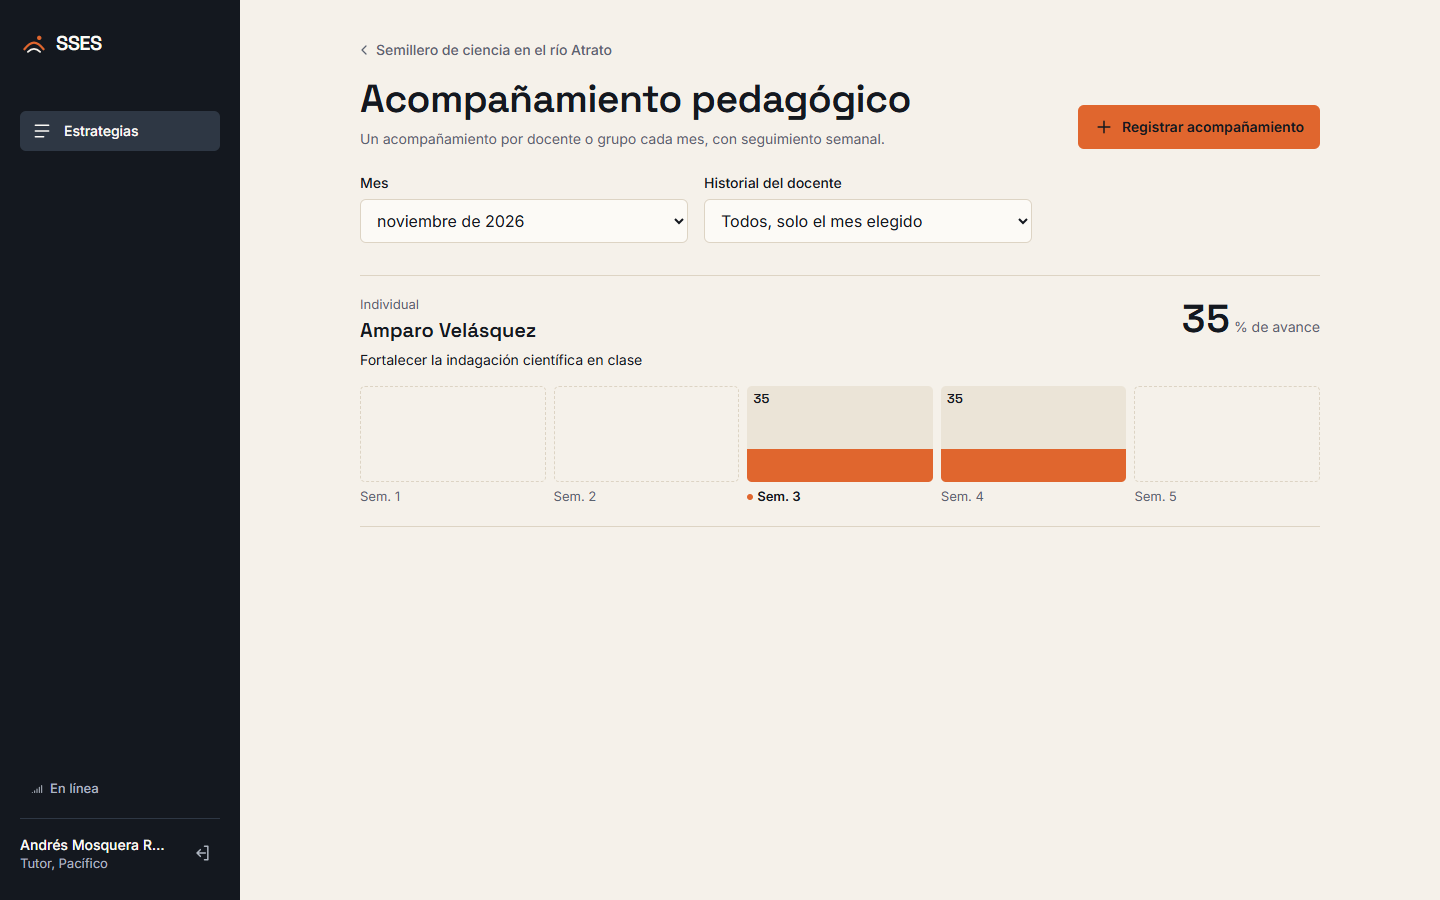 SSES
Estrategias
En línea
Andrés Mosquera R...
Tutor, Pacífico
Semillero de ciencia en el río Atrato
Acompañamiento pedagógico
Un acompañamiento por docente o grupo cada mes, con seguimiento semanal.
Registrar acompañamiento
Mes
noviembre de 2026
Historial del docente
Todos, solo el mes elegido
Individual
Amparo Velásquez
Fortalecer la indagación científica en clase
35 % de avance
35
35
Sem. 1
Sem. 2
Sem. 3
Sem. 4
Sem. 5